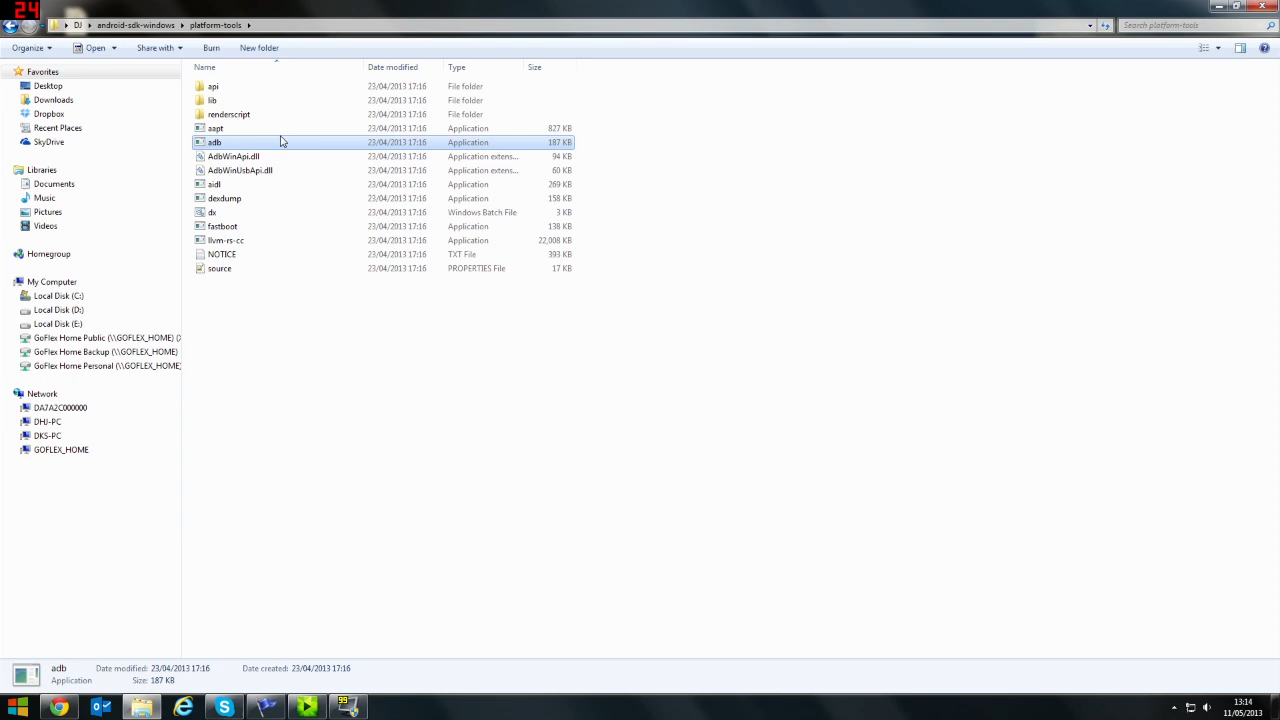 24
DJ android-sdk-windows platform-tools Search platform-tools
Organize Open Share with Burn New folder
Name Date modified Type Size
Favorites
Desktop
Downloads
Dropbox
Recent Places
SkyDrive
Libraries
Documents
Music
Pictures
Videos
Homegroup
My Computer
Local Disk (C:)
Local Disk (D:)
Local Disk (E:)
GoFlex Home Public (\\GOFLEX_HOME) (X
GoFlex Home Backup (\\GOFLEX_HOME)
GoFlex Home Personal (\\GOFLEX_HOME)
Network
DA7A2C000000
DHJ-PC
DKS-PC
GOFLEX_HOME
api 23/04/2013 17:16 File folder
lib 23/04/2013 17:16 File folder
renderscript 23/04/2013 17:16 File folder
aapt 23/04/2013 17:16 Application 827 KB
adb 23/04/2013 17:16 Application 187 KB
AdbWinApi.dll 23/04/2013 17:16 Application extens... 94 KB
AdbWinUsbApi.dll 23/04/2013 17:16 Application extens... 60 KB
aidl 23/04/2013 17:16 Application 269 KB
dexdump 23/04/2013 17:16 Application 158 KB
dx 23/04/2013 17:16 Windows Batch File 3 KB
fastboot 23/04/2013 17:16 Application 138 KB
llvm-rs-cc 23/04/2013 17:16 Application 22,008 KB
NOTICE 23/04/2013 17:16 TXT File 393 KB
source 23/04/2013 17:16 PROPERTIES File 17 KB
adb Date modified: 23/04/2013 17:16 Date created: 23/04/2013 17:16
Application Size: 187 KB
99
13:14
11/05/2013